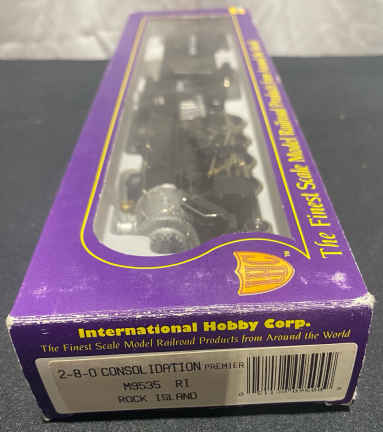 The Finest Scale Model Railroad Products from Around the World
IHC
International Hobby Corp.
The Finest Scale Model Railroad Products from Around the World
2-8-0 CONSOLIDATION PREMIER
M9535 RI
ROCK ISLAND